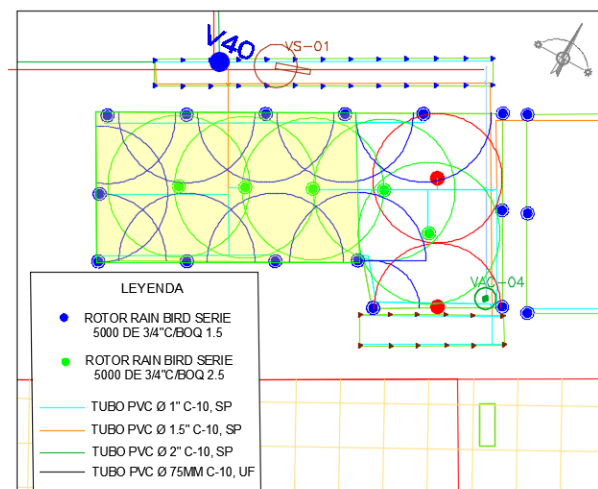 V40
VS-01
VAC-04
LEYENDA
ROTOR RAIN BIRD SERIE
5000 DE 3/4"C/BOQ 1.5
ROTOR RAIN BIRD SERIE
5000 DE 3/4"C/BOQ 2.5
TUBO PVC Ø 1" C-10, SP
TUBO PVC Ø 1.5" C-10, SP
TUBO PVC Ø 2" C-10, SP
TUBO PVC Ø 75MM C-10, UF